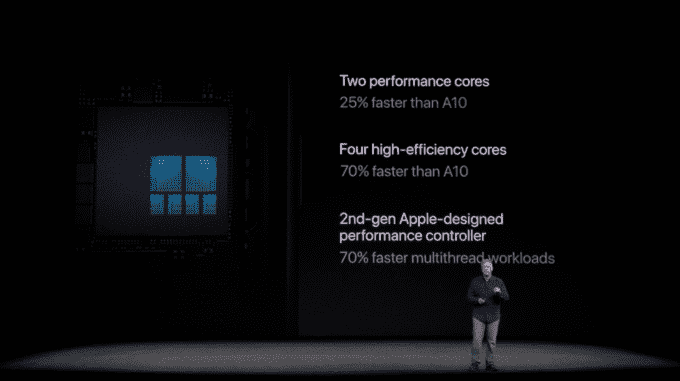 Two performance cores
25% faster than A10
Four high-efficiency cores
70% faster than A10
2nd-gen Apple-designed
performance controller
70% faster multithread workloads